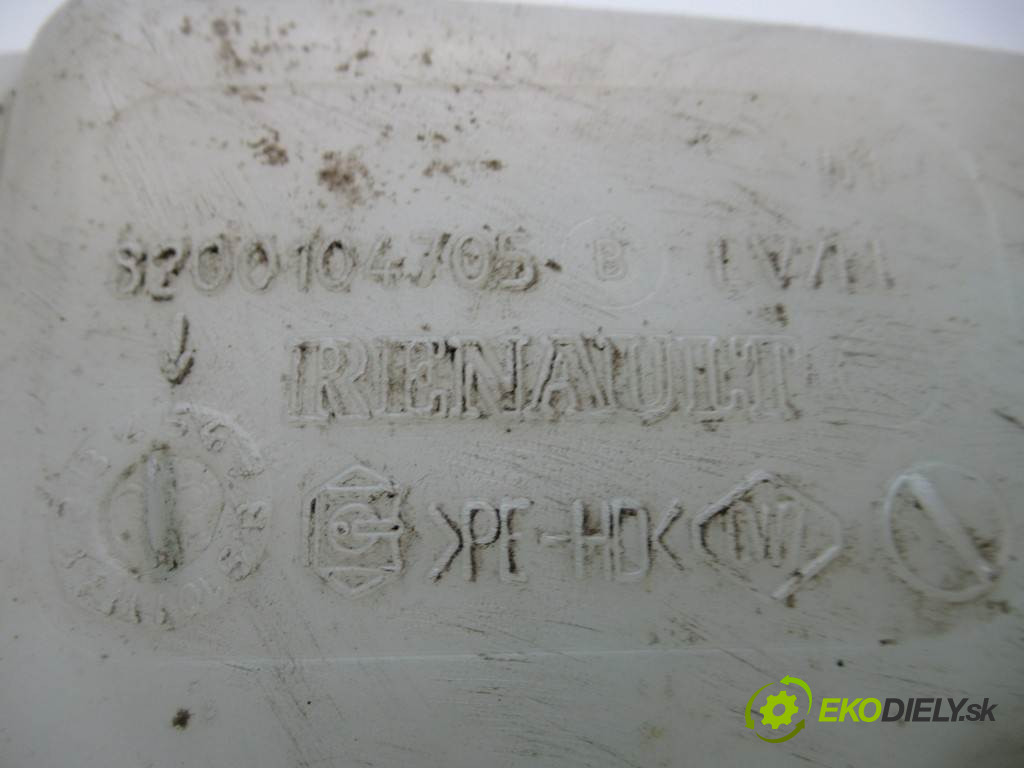 8200104705 B
RENAULT
>PE-HD<
EKODIELY.sk